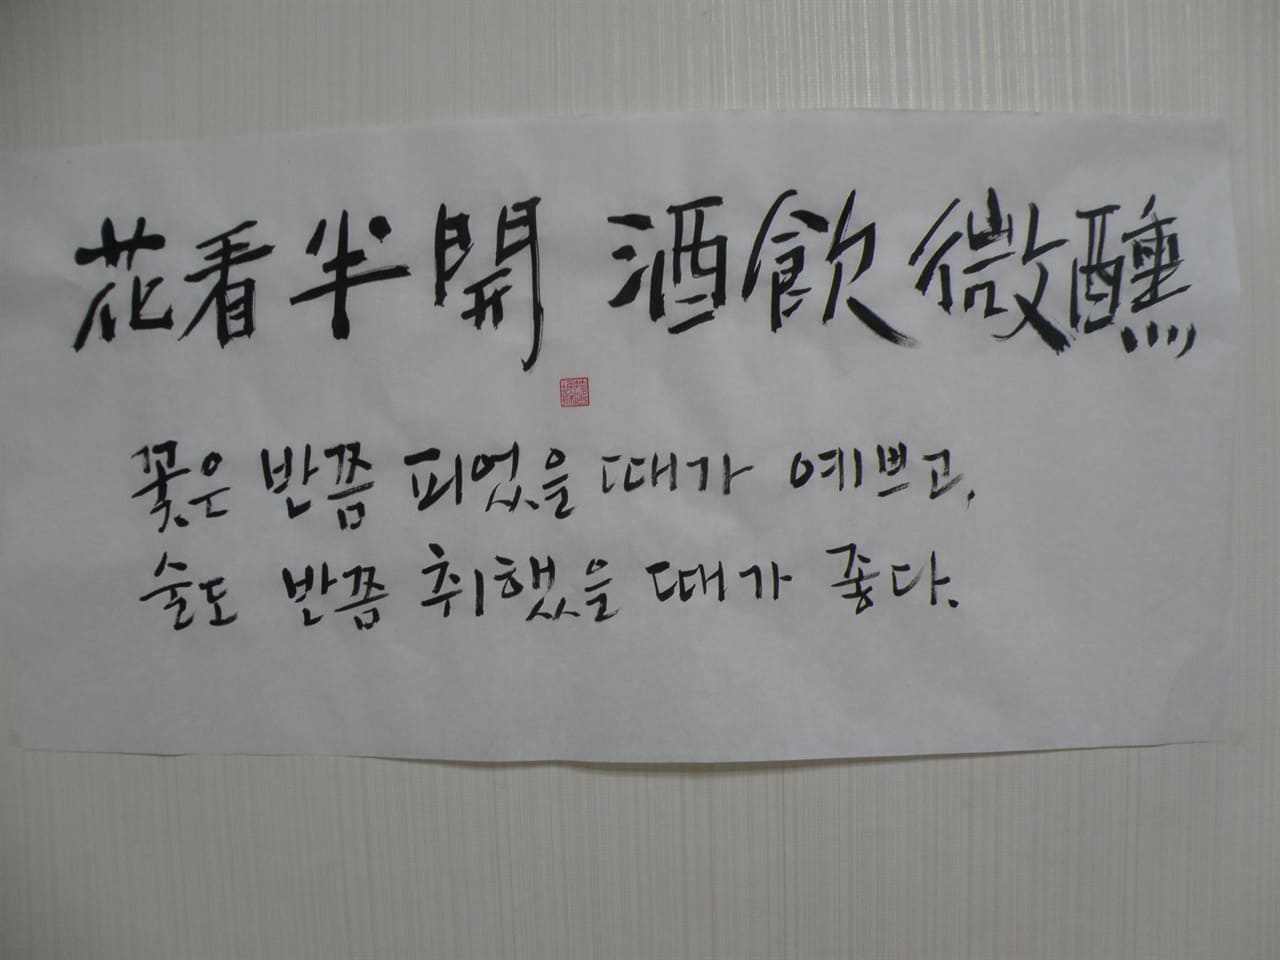 花看半開 酒飮微醺
꽃은 반쯤 피었을 때가 예쁘고,
술도 반쯤 취했을 때가 좋다.